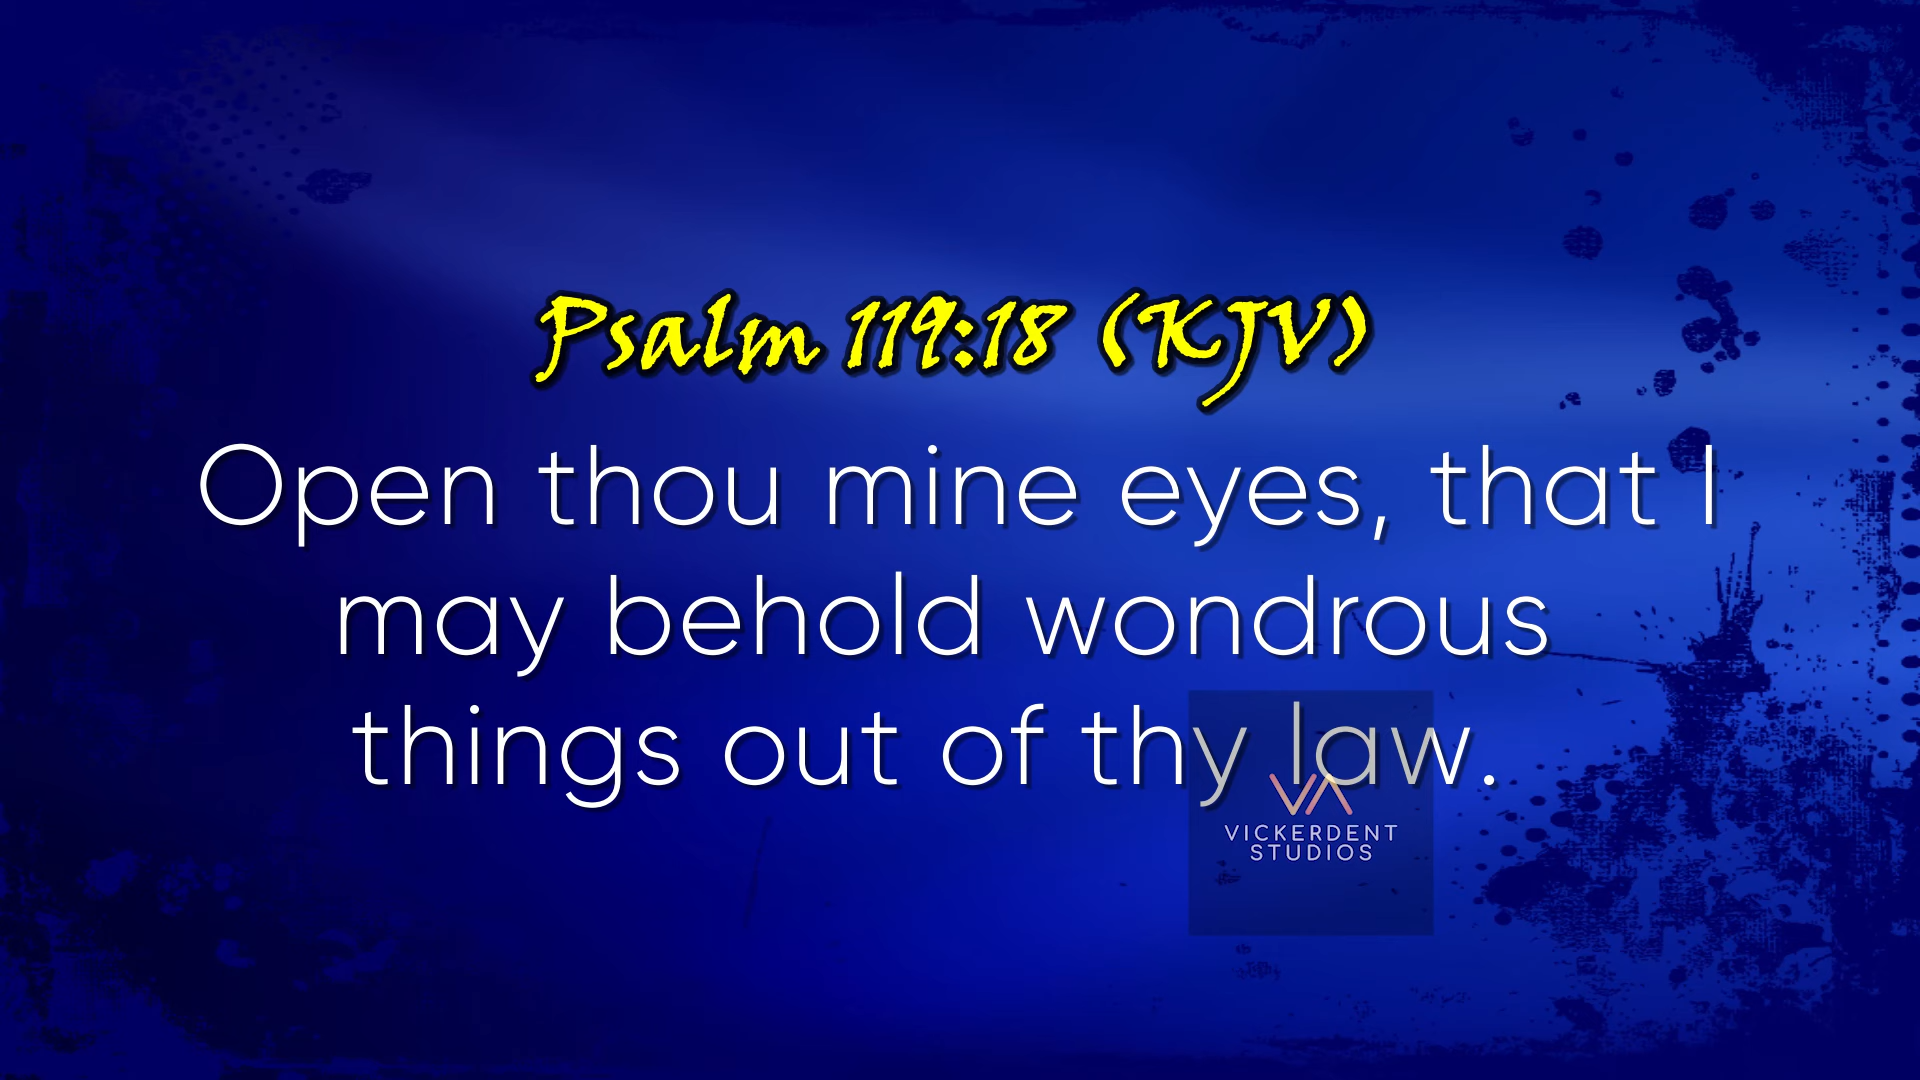 Psalm 119:18 (KJV)
Open thou mine eyes, that I
may behold wondrous
things out of thy law.
VICKERDENT
STUDIOS